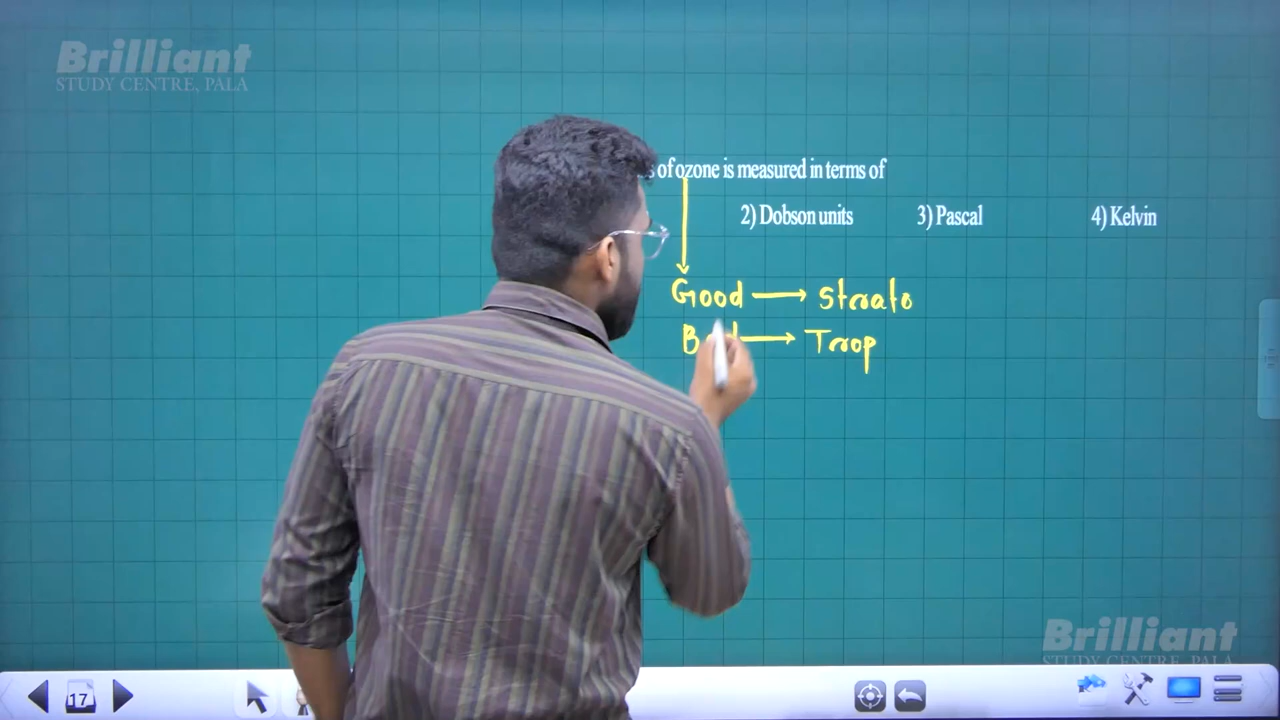 Brilliant
STUDY CENTRE, PALA
of ozone is measured in terms of
2) Dobson units 3) Pascal 4) Kelvin
Good → Strato
→ Trop
Brilliant
STUDY CENTRE, PALA
17